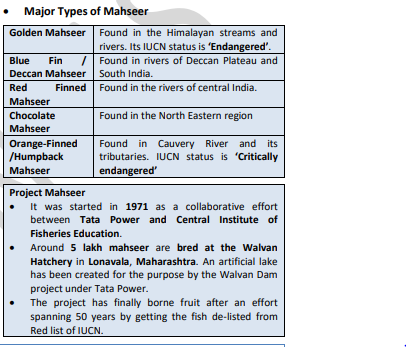 • Major Types of Mahseer
Golden Mahseer Found in the Himalayan streams and
rivers. Its IUCN status is ‘Endangered’.
Blue Fin / Found in rivers of Deccan Plateau and
Deccan Mahseer South India.
Red Finned Found in the rivers of central India.
Mahseer
Chocolate Found in the North Eastern region
Mahseer
Orange-Finned Found in Cauvery River and its
/Humpback tributaries. IUCN status is ‘Critically
Mahseer endangered’
Project Mahseer
• It was started in 1971 as a collaborative effort
between Tata Power and Central Institute of
Fisheries Education.
• Around 5 lakh mahseer are bred at the Walvan
Hatchery in Lonavala, Maharashtra. An artificial lake
has been created for the purpose by the Walvan Dam
project under Tata Power.
• The project has finally borne fruit after an effort
spanning 50 years by getting the fish de-listed from
Red list of IUCN.